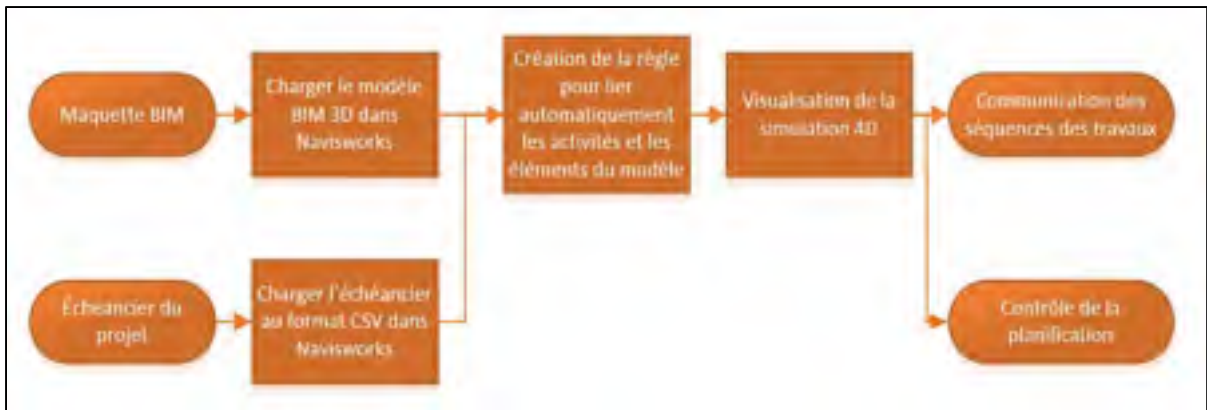 Maquette BIM
Charger le modèle
BIM 3D dans
Navisworks
Création de la règle
pour lier
automatiquement
les activités et les
éléments du modèle
Visualisation de la
simulation 4D
Communication des
séquences des travaux
Échéancier du
projet
Charger l'échéancier
au format CSV dans
Navisworks
Contrôle de la
planification